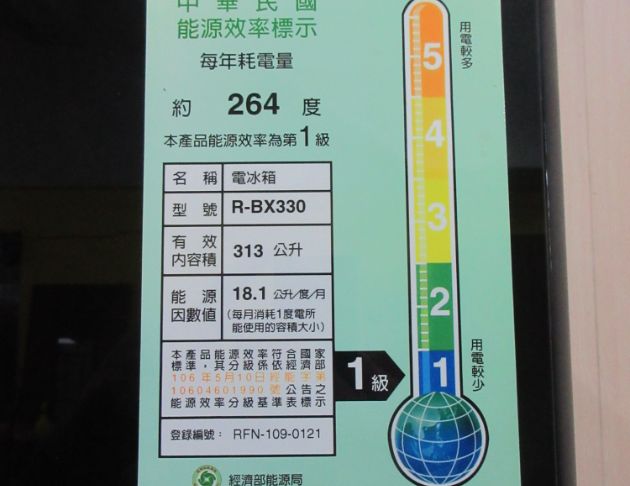 中華民國
能源效率標示
每年耗電量
約 264 度
本產品能源效率為第1級
名稱 電冰箱
型號 R-BX330
有效內容積 313 公升
能源因數值 18.1 公升/度/月
(每月消耗1度電所
能使用的容積大小)
本產品能源效率符合國家
標準,其分級係依經濟部
106年5月10日經能字第
10604601990號公告之
能源效率分級基準表標示
登錄編號: RFN-109-0121
經濟部能源局
用電較多
5
4
3
2
1
用電較少
1級